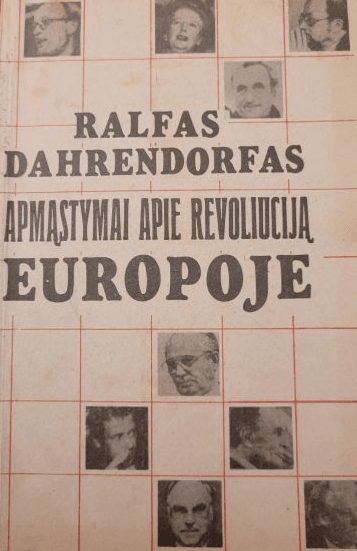 RALFAS
DAHRENDORFAS
APMĄSTYMAI APIE REVOLIUCIJĄ
EUROPOJE